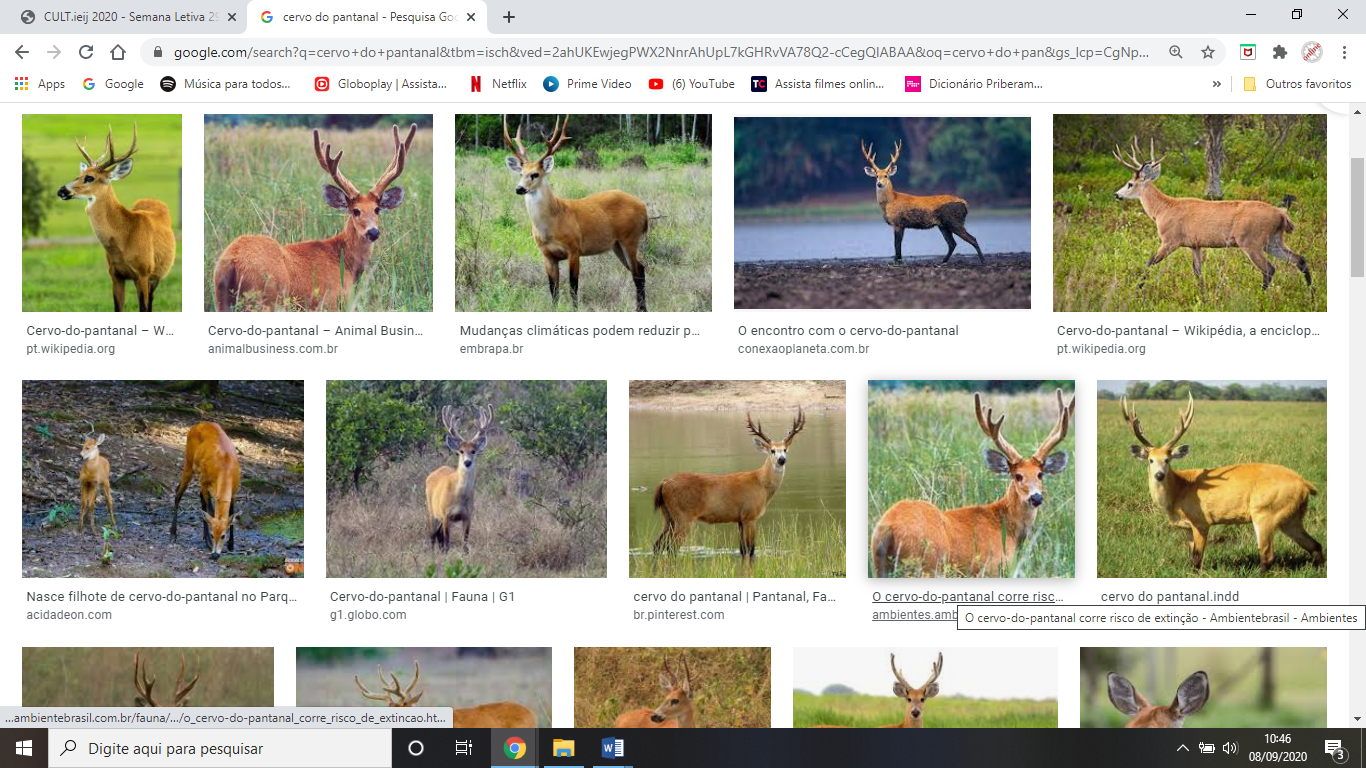 CULT.ieij 2020 - Semana Letiva 29
cervo do pantanal - Pesquisa Goo
google.com/search?q=cervo+do+pantanal&tbm=isch&ved=2ahUKEwjegPWX2NnrAhUpL7kGHRvVA78Q2-cCegQIABAA&oq=cervo+do+pan&gs_lcp=CgNp...
Apps Google Música para todos... Globoplay | Assista... Netflix Prime Video (6) YouTube Assista filmes onlin... Dicionário Priberam... » Outros favoritos
Cervo-do-pantanal – W...
pt.wikipedia.org
Cervo-do-pantanal – Animal Busin...
animalbusiness.com.br
Mudanças climáticas podem reduzir p...
embrapa.br
O encontro com o cervo-do-pantanal
conexaoplaneta.com.br
Cervo-do-pantanal – Wikipédia, a enciclop...
pt.wikipedia.org
Nasce filhote de cervo-do-pantanal no Parq...
acidadeon.com
Cervo-do-pantanal | Fauna | G1
g1.globo.com
cervo do pantanal | Pantanal, Fa...
br.pinterest.com
O cervo-do-pantanal corre risc...
ambientes.amb
cervo do pantanal.indd
O cervo-do-pantanal corre risco de extinção - Ambientebrasil - Ambientes
...ambientebrasil.com.br/fauna/.../o_cervo-do-pantanal_corre_risco_de_extincao.ht...
Digite aqui para pesquisar
10:46
08/09/2020
3